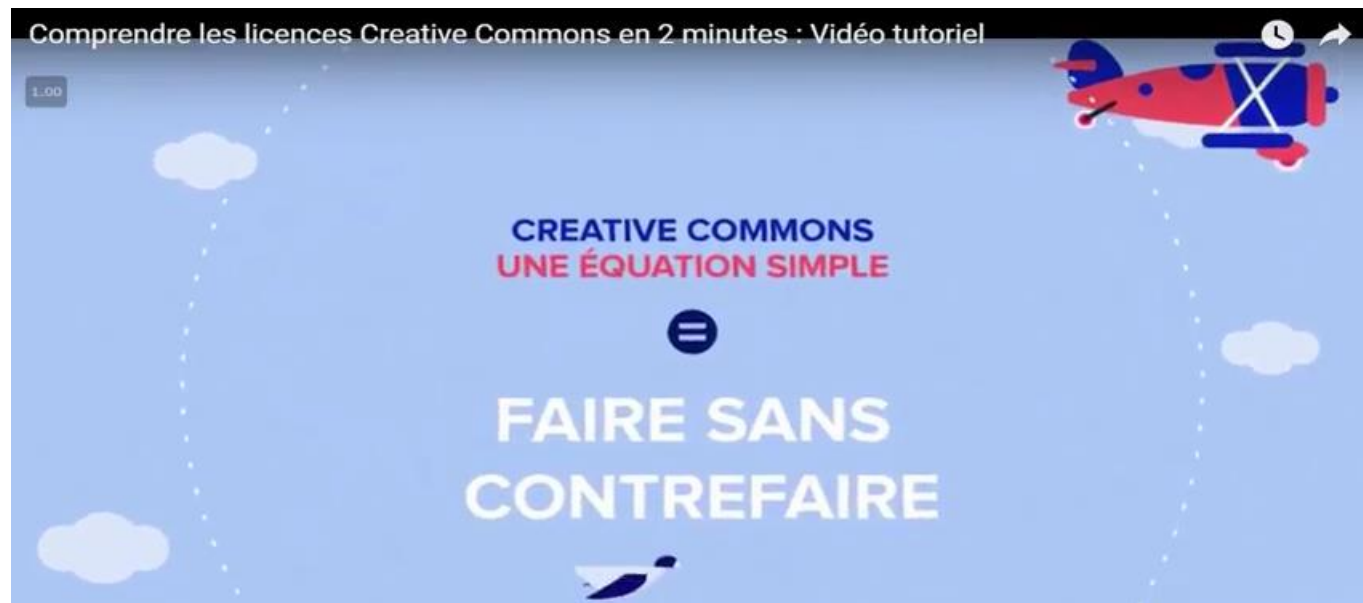 Comprendre les licences Creative Commons en 2 minutes : Vidéo tutoriel
1.00
CREATIVE COMMONS
UNE ÉQUATION SIMPLE
=
FAIRE SANS
CONTREFAIRE